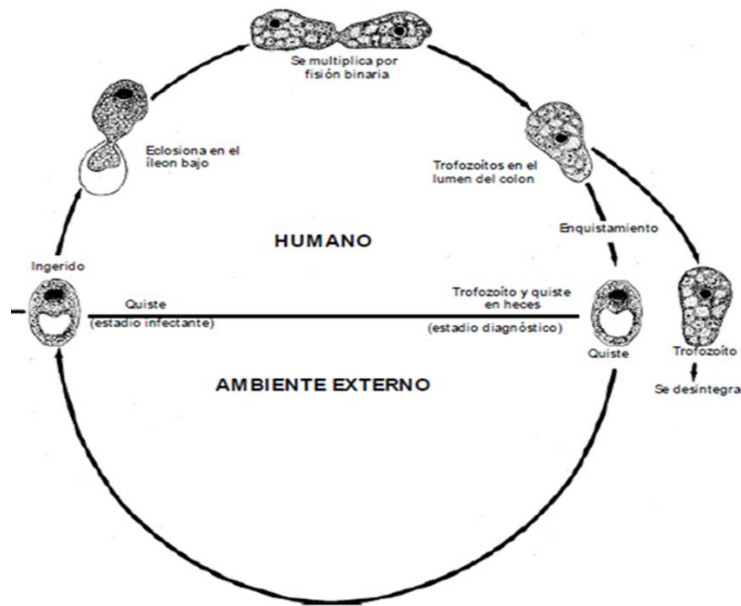 Se multiplica por
fisión binaria
Eclosiona en el
íleon bajo
Trofozoítos en el
lumen del colon
Enquistamiento
HUMANO
Ingerido
Quiste
(estadio infectante)
Trofozoíto y quiste
en heces
(estadio diagnóstico)
Quiste
Trofozoíto
Se desintegra
AMBIENTE EXTERNO